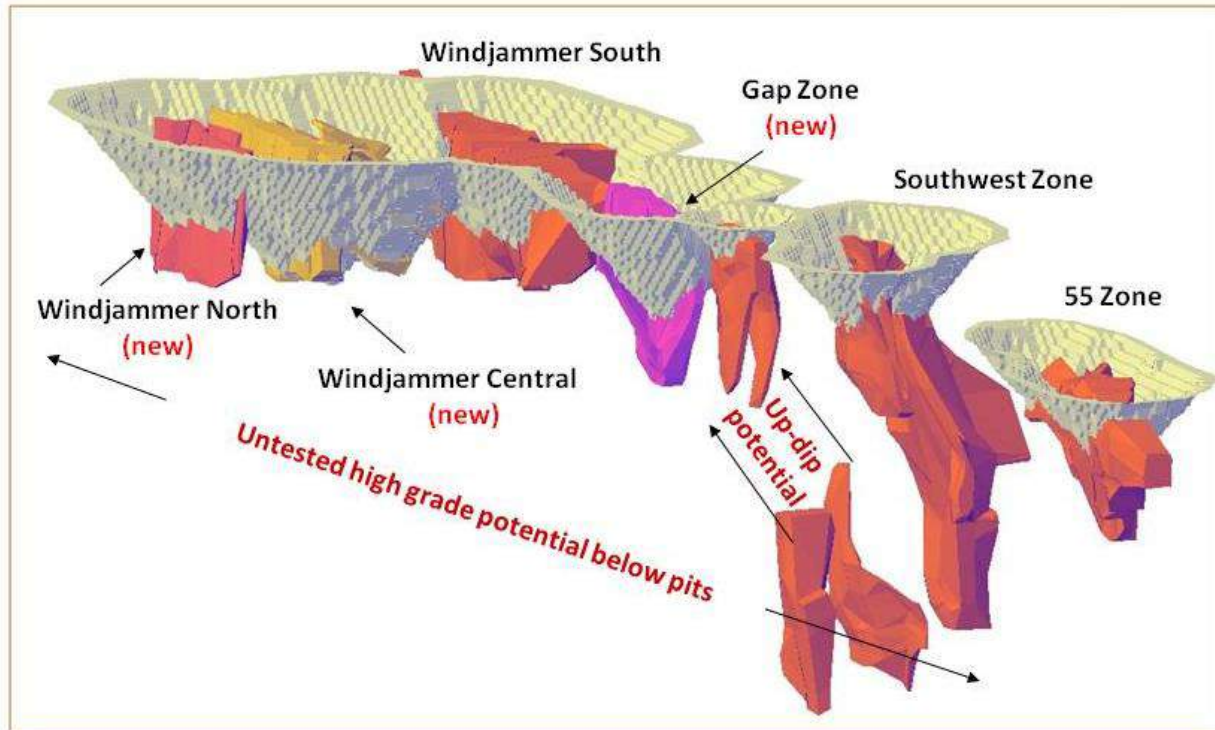 Windjammer South
Gap Zone
(new)
Southwest Zone
55 Zone
Windjammer North
(new)
Windjammer Central
(new)
Up-dip
potential
Untested high grade potential below pits